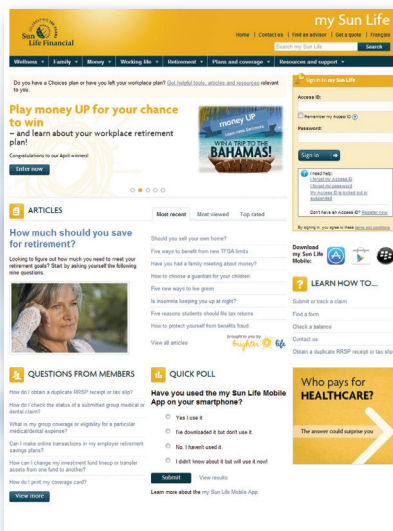 Sun
Life Financial
my Sun Life
Home | Contact us | Find an advisor | Get a quote | Français
Search my Sun Life
Search
Wellness
Family
Money
Working life
Retirement
Plans and coverage
Resources and support
Do you have a Choices plan or have you left your workplace plan? Get helpful tools, articles and resources relevant
to you.
Play money UP for your chance
to win
– and learn about your workplace retirement
plan!
Congratulations to our April winners!
Enter now
money UP
WIN A TRIP TO THE
BAHAMAS!
Sign in to my Sun Life
Access ID:
Remember my Access ID
Password:
Sign in
I need help:
I forgot my Access ID
I forgot my password
My Access ID is locked out or
suspended
Don't have an Access ID? Register now
By signing in, you agree to these terms and conditions
ARTICLES
Most recent
Most viewed
Top rated
How much should you save
for retirement?
Looking to figure out how much you need to meet your
retirement goals? Start by asking yourself the following
nine questions.
Should you sell your own home?
Five ways to benefit from new TFSA limits
Have you had a family meeting about money?
How to choose a guardian for your children
Five new ways to live green
Is insomnia keeping you up at night?
Five reasons students should file tax returns
How to protect yourself from benefits fraud
View all articles
brought to you by
brighter life
Download
my Sun Life
Mobile:
LEARN HOW TO...
Submit or track a claim
Find a form
Check a balance
Contact us
Obtain a duplicate RRSP receipt or tax slip
QUESTIONS FROM MEMBERS
How do I obtain a duplicate RRSP receipt or tax slip?
How do I check the status of a submitted group medical or
dental claim?
What is my group coverage or eligibility for a particular
medical/dental expense?
Can I make online transactions in my employer retirement
savings plans?
How can I change my investment fund lineup or transfer
assets from one fund to another?
How do I print my coverage card?
View more
QUICK POLL
Have you used the my Sun Life Mobile
App on your smartphone?
Yes I use it
I've downloaded it but don't use it.
No, I haven't used it.
I didn't know about it but will use it now!
Submit
View results
Learn more about the my Sun Life Mobile App
Who pays for
HEALTHCARE?
The answer could surprise you